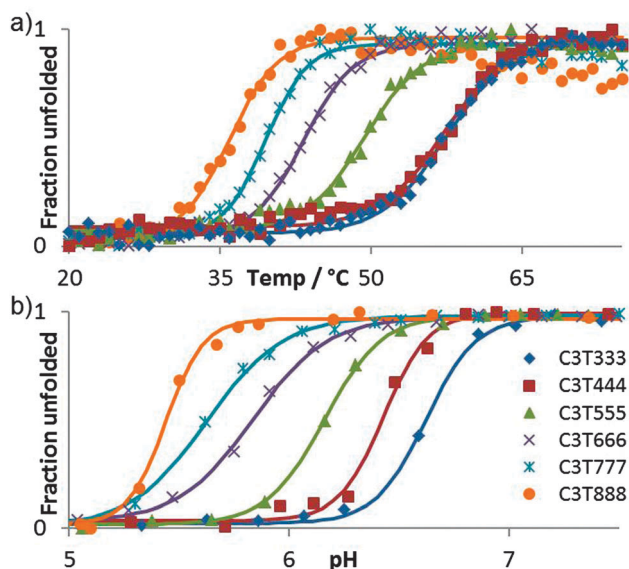 a) 1
Fraction unfolded
0
20 35 Temp / °C 50 65
b) 1
Fraction unfolded
C3T333
C3T444
C3T555
C3T666
C3T777
C3T888
0
5 6 pH 7